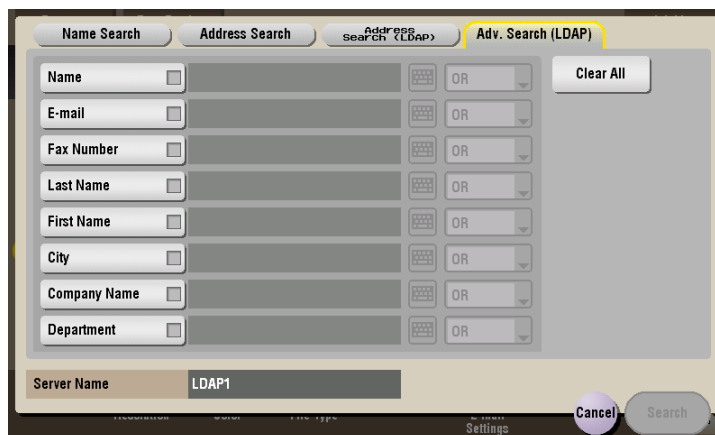 Name Search
Address Search
Address
Search (LDAP)
Adv. Search (LDAP)
Name
OR
Clear All
E-mail
OR
Fax Number
OR
Last Name
OR
First Name
OR
City
OR
Company Name
OR
Department
OR
Server Name
LDAP1
Cancel
Search
Settings